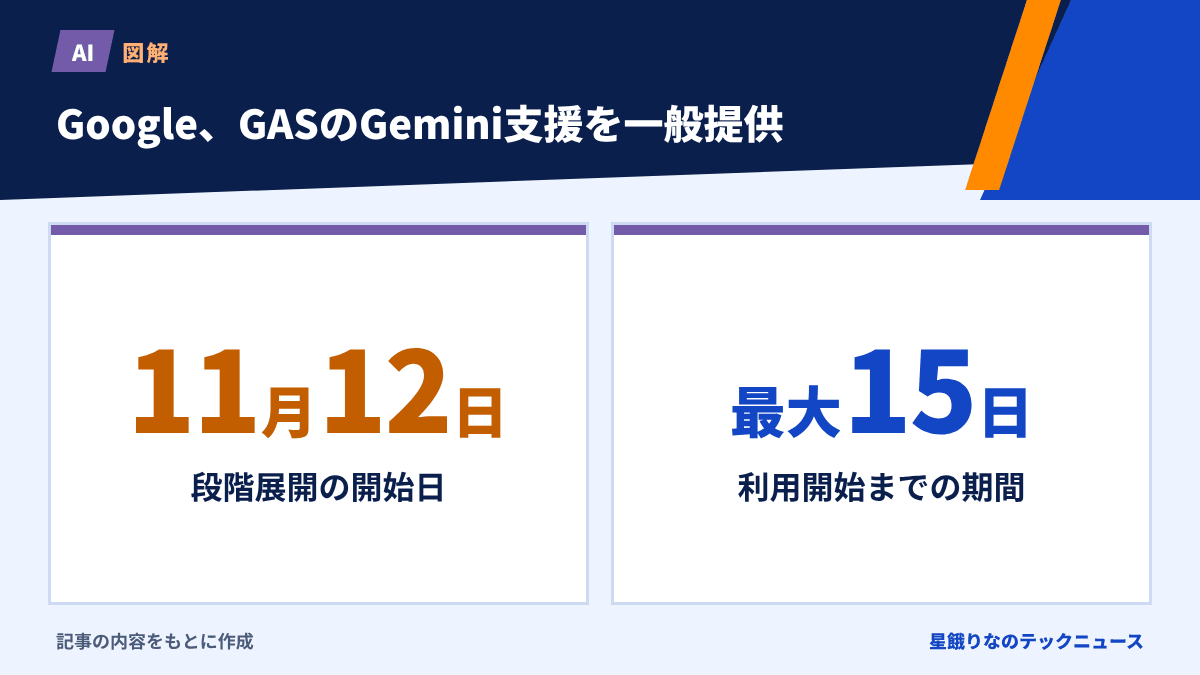 AI 図解
Google、GASのGemini支援を一般提供
11月12日
段階展開の開始日
最大15日
利用開始までの期間
記事の内容をもとに作成
星餓りなのテックニュース